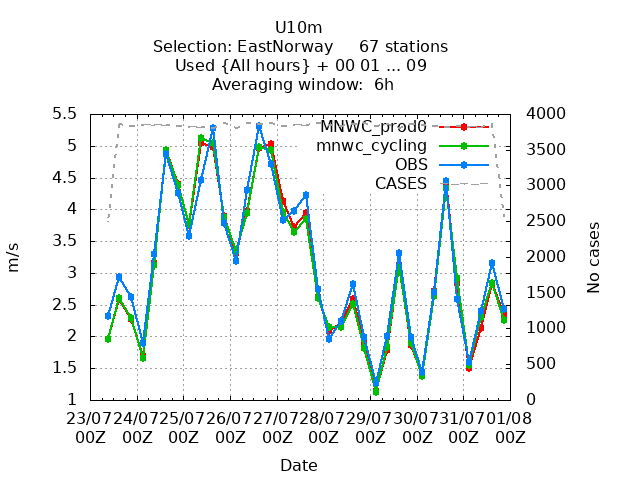 U10m
Selection: EastNorway 67 stations
Used {All hours} + 00 01 ... 09
Averaging window: 6h
MNWC_prod0
mnwc_cycling
OBS
CASES
5.5
5
4.5
4
3.5
3
2.5
2
1.5
1
m/s
4000
3500
3000
2500
2000
1500
1000
500
0
No cases
23/07 24/07 25/07 26/07 27/07 28/07 29/07 30/07 31/07 01/08
00Z 00Z 00Z 00Z 00Z 00Z 00Z 00Z 00Z 00Z
Date